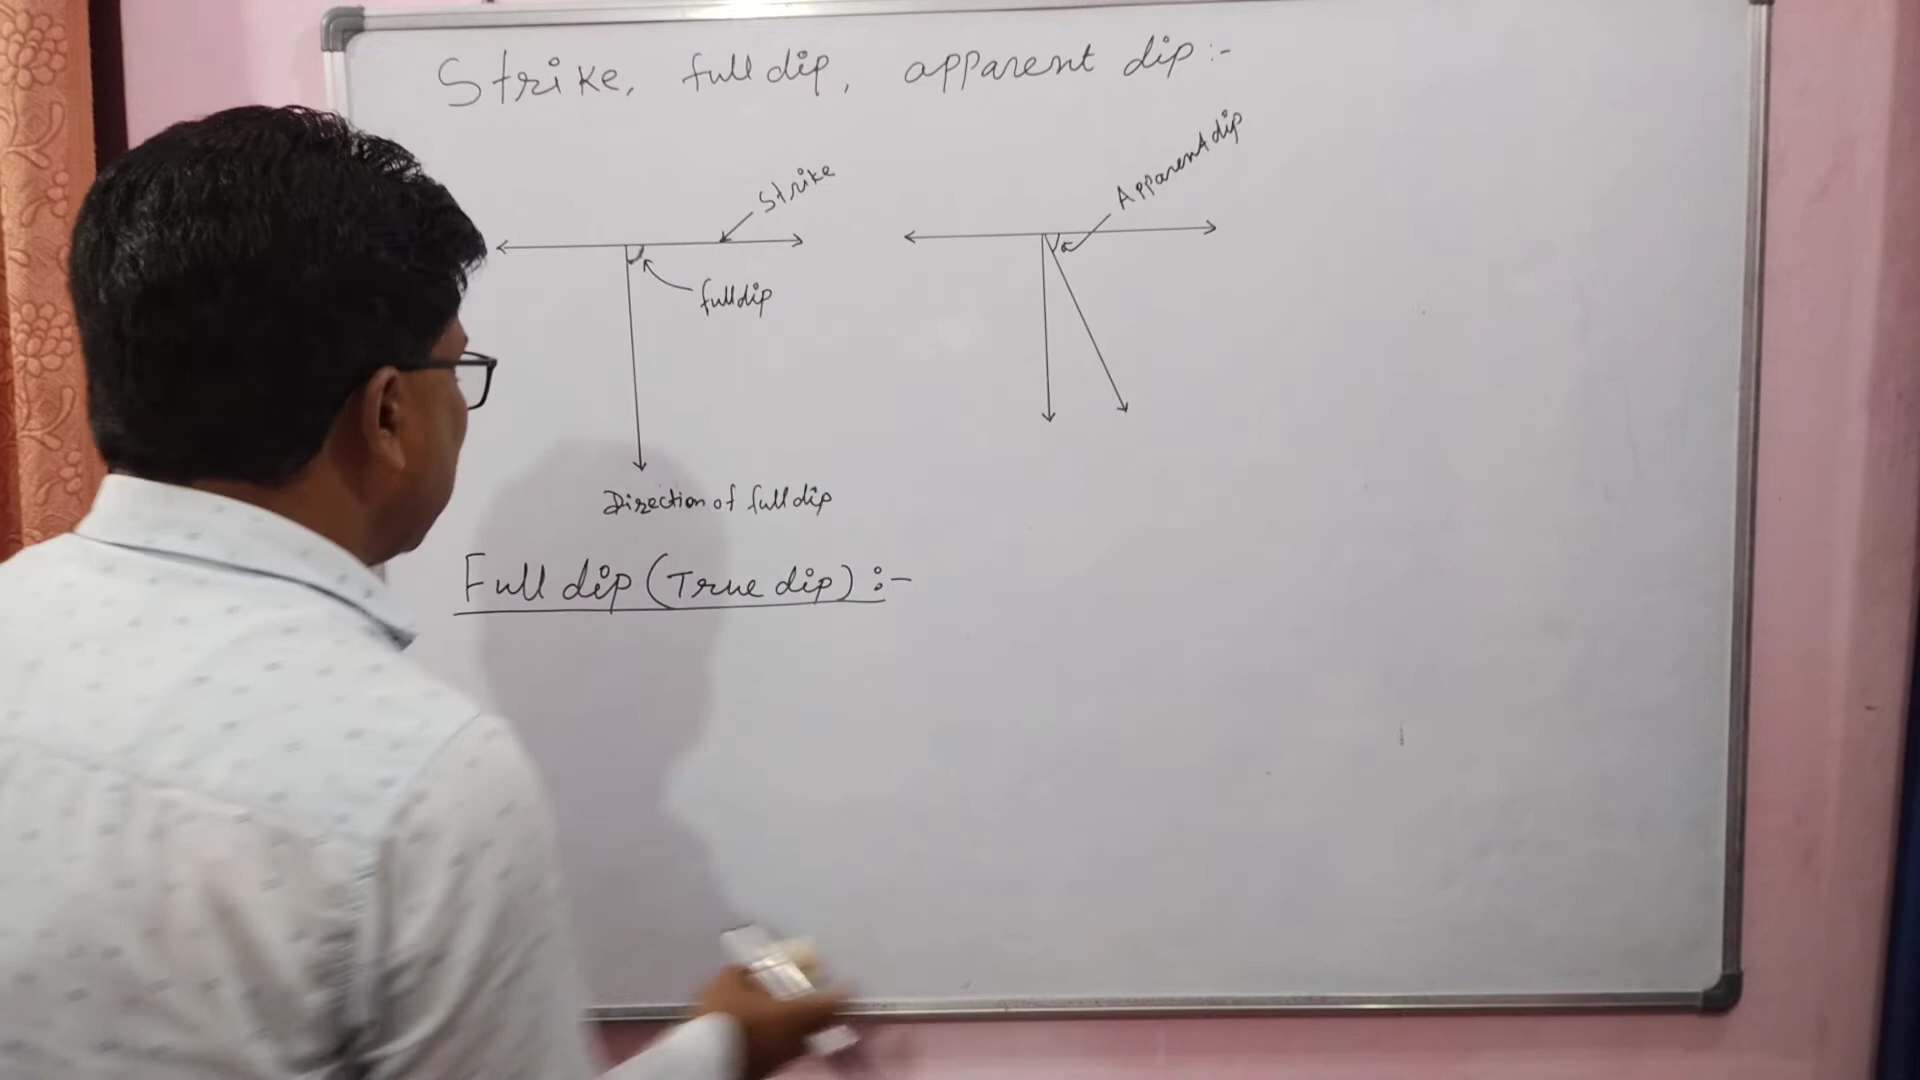 Strike, full dip, apparent dip :-
Strike
full dip
Direction of full dip
Apparent dip
Full dip (True dip) :-